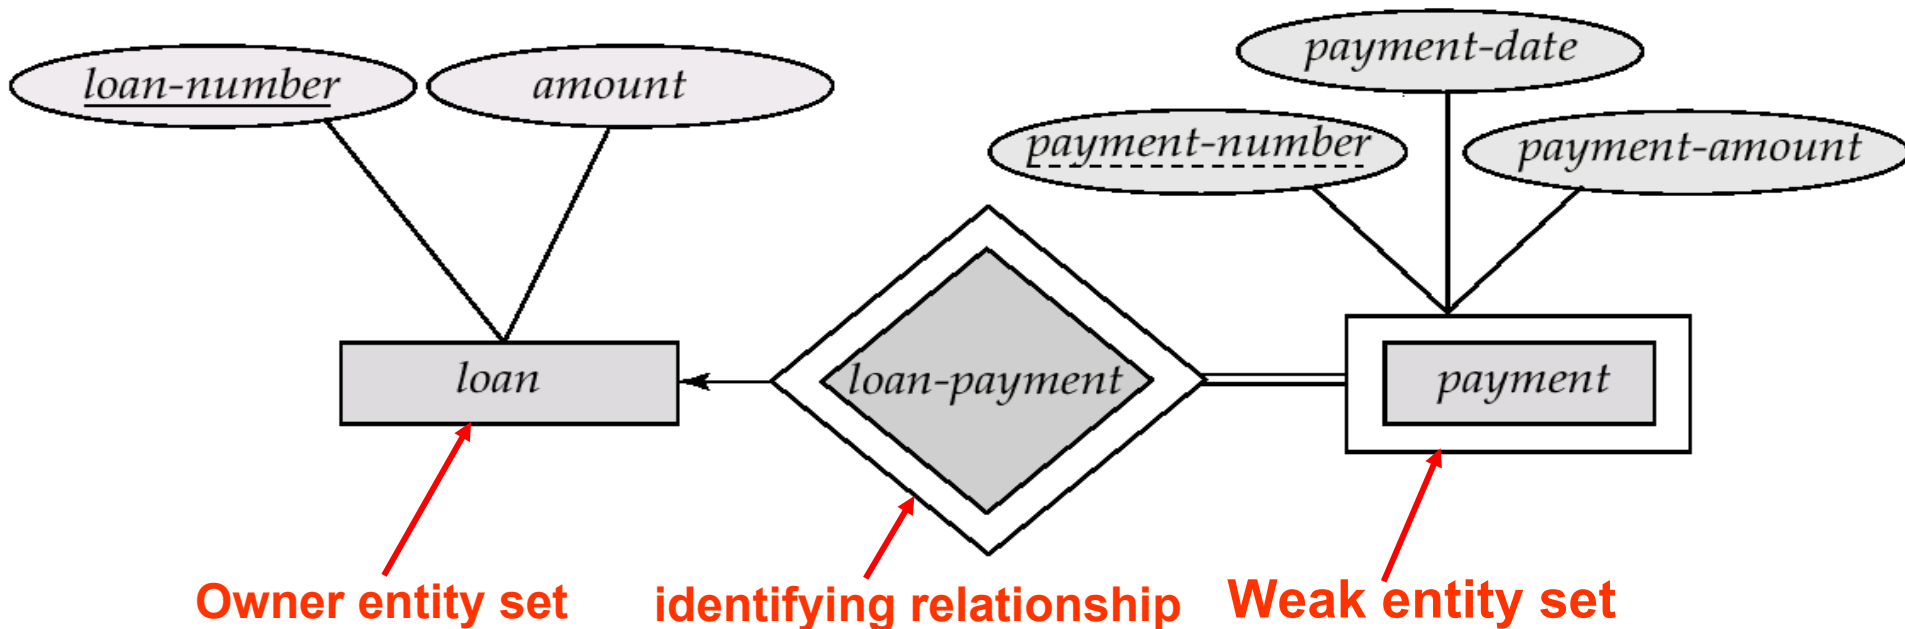 loan-number
amount
payment-date
payment-number
payment-amount
loan
loan-payment
payment
Owner entity set
identifying relationship
Weak entity set